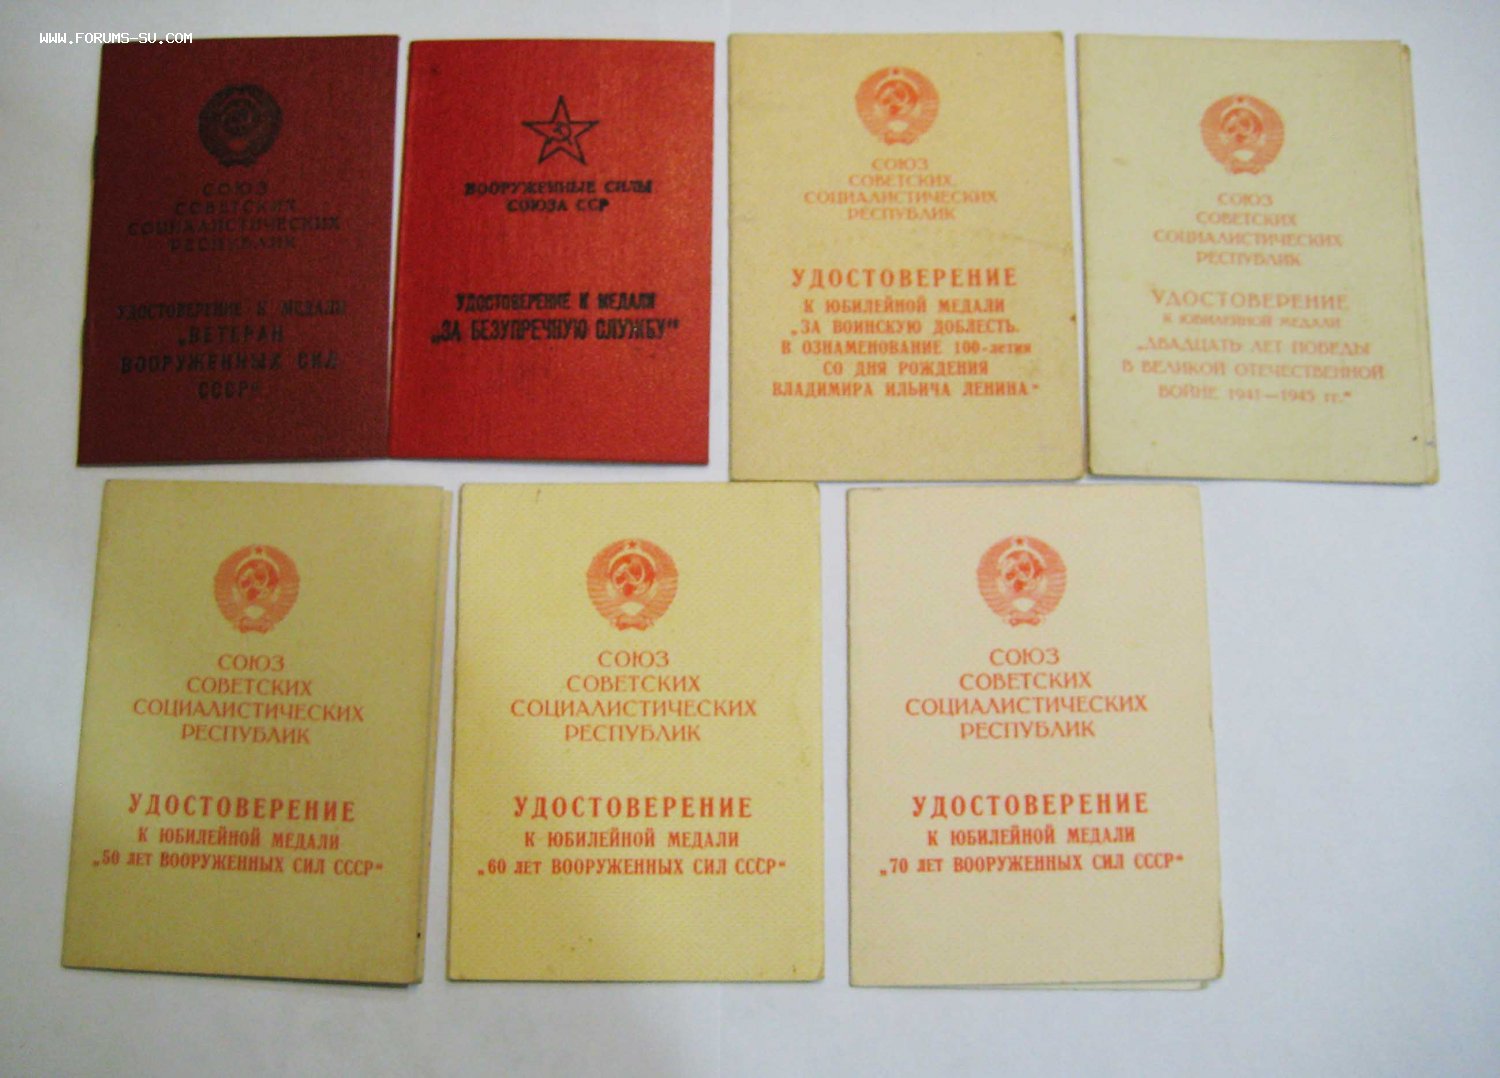 WWW.FORUMS-SU.COM
СОЮЗ
СОВЕТСКИХ
СОЦИАЛИСТИЧЕСКИХ
РЕСПУБЛИК
УДОСТОВЕРЕНИЕ К МЕДАЛИ
„ВЕТЕРАН
ВООРУЖЕННЫХ СИЛ
СССР“
ВООРУЖЕННЫЕ СИЛЫ
СОЮЗА ССР
УДОСТОВЕРЕНИЕ К МЕДАЛИ
„ЗА БЕЗУПРЕЧНУЮ СЛУЖБУ"
СОЮЗ
СОВЕТСКИХ
СОЦИАЛИСТИЧЕСКИХ
РЕСПУБЛИК
УДОСТОВЕРЕНИЕ
К ЮБИЛЕЙНОЙ МЕДАЛИ
„ЗА ВОИНСКУЮ ДОБЛЕСТЬ.
В ОЗНАМЕНОВАНИЕ 100-летия
СО ДНЯ РОЖДЕНИЯ
ВЛАДИМИРА ИЛЬИЧА ЛЕНИНА“
СОЮЗ
СОВЕТСКИХ
СОЦИАЛИСТИЧЕСКИХ
РЕСПУБЛИК
УДОСТОВЕРЕНИЕ
К ЮБИЛЕЙНОЙ МЕДАЛИ
„ДВАДЦАТЬ ЛЕТ ПОБЕДЫ
В ВЕЛИКОЙ ОТЕЧЕСТВЕННОЙ
ВОЙНЕ 1941—1945 гг.“
СОЮЗ
СОВЕТСКИХ
СОЦИАЛИСТИЧЕСКИХ
РЕСПУБЛИК
УДОСТОВЕРЕНИЕ
К ЮБИЛЕЙНОЙ МЕДАЛИ
„50 ЛЕТ ВООРУЖЕННЫХ СИЛ СССР“
СОЮЗ
СОВЕТСКИХ
СОЦИАЛИСТИЧЕСКИХ
РЕСПУБЛИК
УДОСТОВЕРЕНИЕ
К ЮБИЛЕЙНОЙ МЕДАЛИ
„60 ЛЕТ ВООРУЖЕННЫХ СИЛ СССР“
СОЮЗ
СОВЕТСКИХ
СОЦИАЛИСТИЧЕСКИХ
РЕСПУБЛИК
УДОСТОВЕРЕНИЕ
К ЮБИЛЕЙНОЙ МЕДАЛИ
„70 ЛЕТ ВООРУЖЕННЫХ СИЛ СССР“